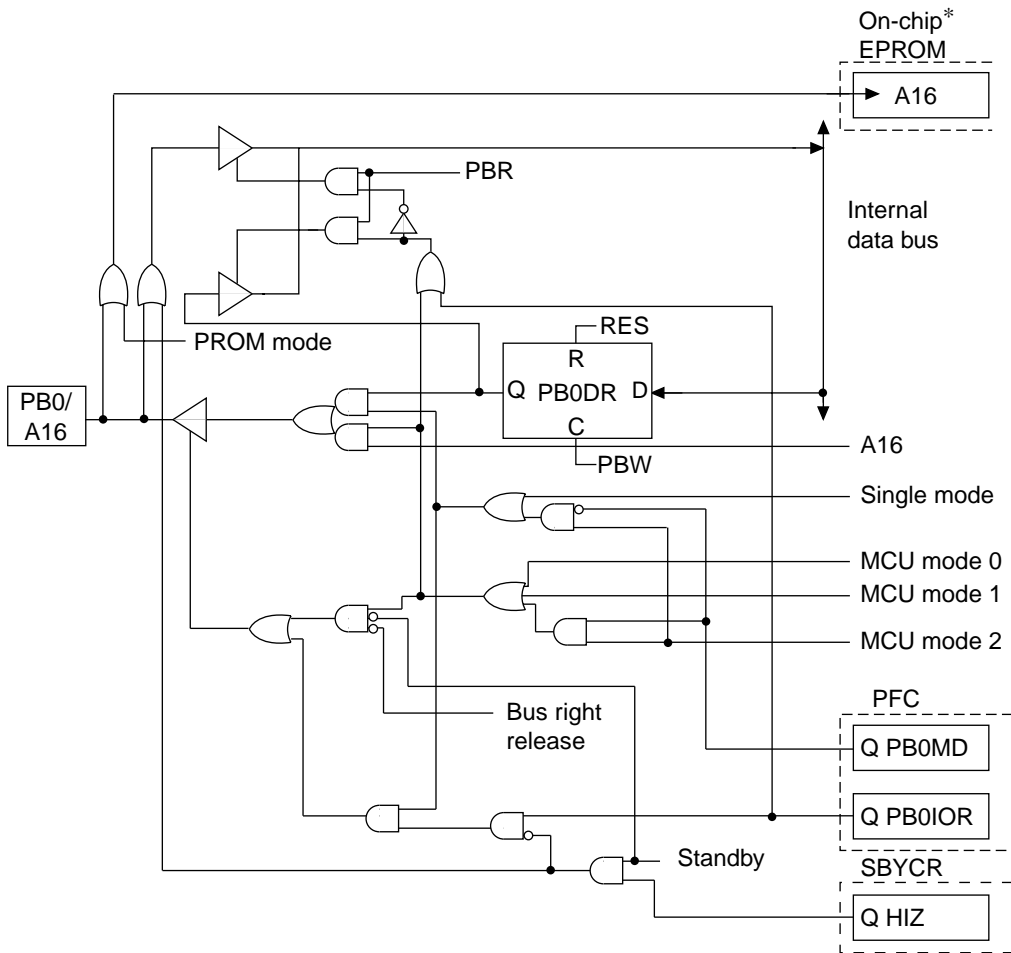 On-chip*
EPROM
A16
PBR
Internal
data bus
PROM mode
RES
R
Q PB0DR D
C
PBW
PB0/
A16
A16
Single mode
MCU mode 0
MCU mode 1
MCU mode 2
Bus right
release
PFC
Q PB0MD
Q PB0IOR
Standby
SBYCR
Q HIZ